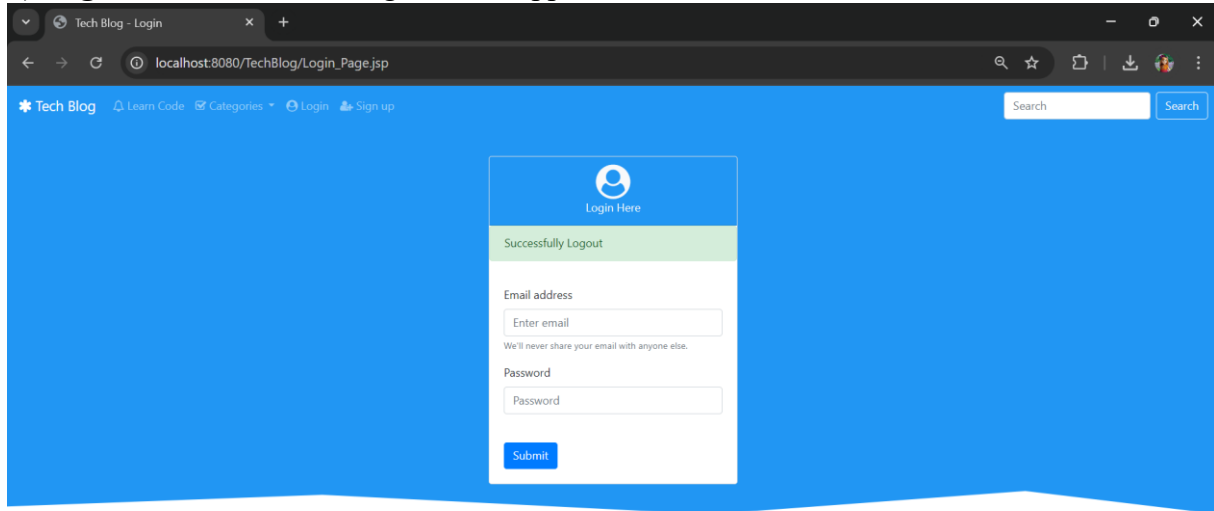 Tech Blog - Login
localhost:8080/TechBlog/Login_Page.jsp
Tech Blog Learn Code Categories Login Sign up Search Search
Login Here
Successfully Logout
Email address
Enter email
We'll never share your email with anyone else.
Password
Password
Submit